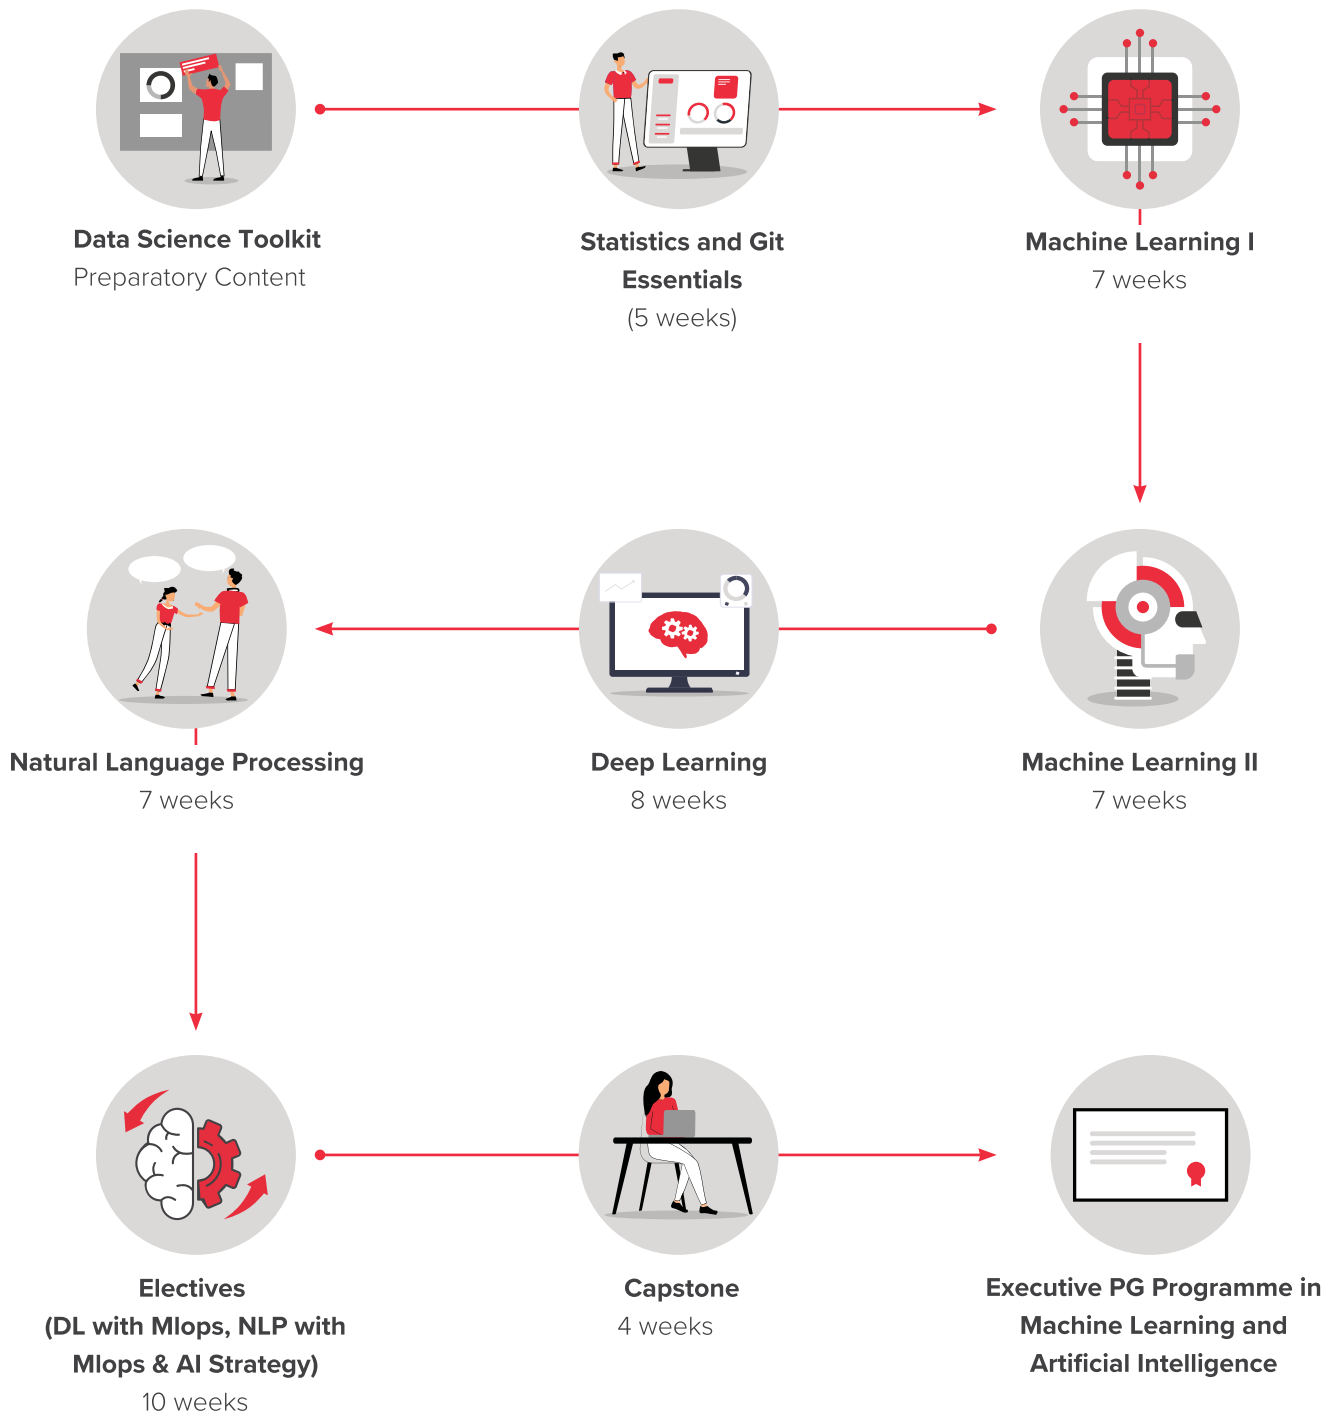 Data Science Toolkit
Preparatory Content
Statistics and Git
Essentials
(5 weeks)
Machine Learning I
7 weeks
Natural Language Processing
7 weeks
Deep Learning
8 weeks
Machine Learning II
7 weeks
Electives
(DL with Mlops, NLP with
Mlops & AI Strategy)
10 weeks
Capstone
4 weeks
Executive PG Programme in
Machine Learning and
Artificial Intelligence